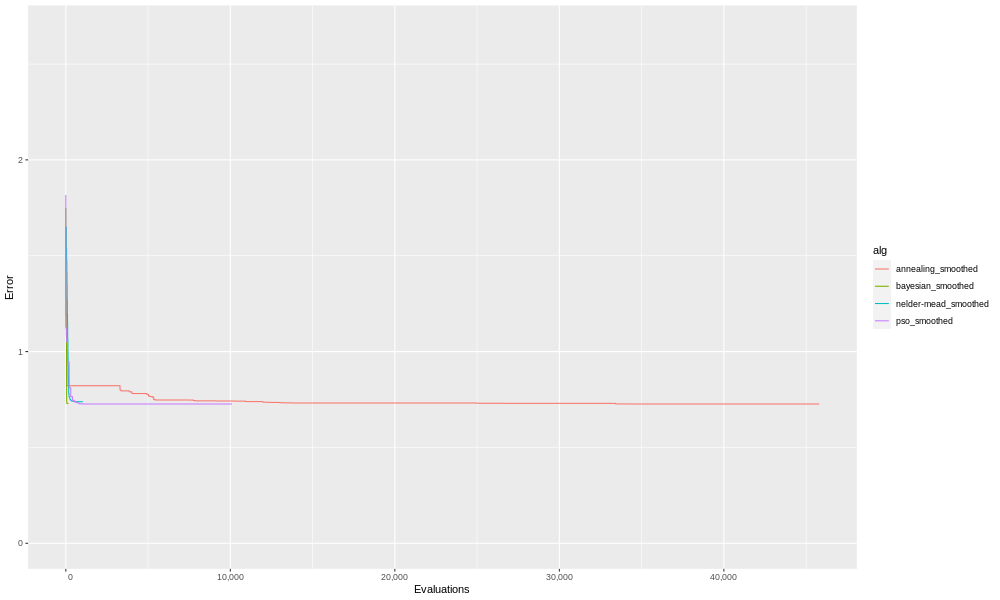 2
1
0
Error
0
10,000
20,000
30,000
40,000
Evaluations
alg
annealing_smoothed
bayesian_smoothed
nelder-mead_smoothed
pso_smoothed